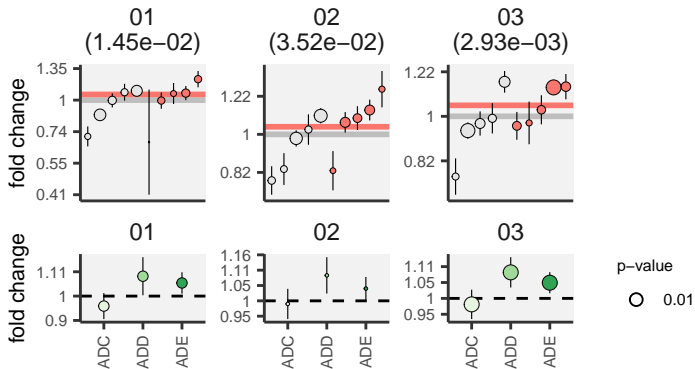 01
(1.45e−02)
02
(3.52e−02)
03
(2.93e−03)
fold change
1.35
1
0.74
0.55
0.41
1.22
1
0.82
1.22
1
0.82
01
02
03
fold change
1.11
1
0.9
1.16
1.11
1.05
1
0.95
1.11
1.05
1
0.95
ADC
ADD
ADE
ADC
ADD
ADE
ADC
ADD
ADE
p−value
0.01